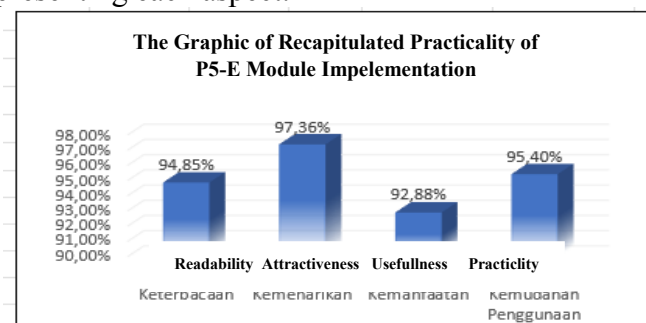 The Graphic of Recapitulated Practicality of
P5-E Module Impelementation
98,00%
97,00%
96,00%
95,00%
94,00%
93,00%
92,00%
91,00%
90,00%
94,85%
97,36%
92,88%
95,40%
Readability Attractiveness Usefullness Practiclity
Keterbacaan Kemenarikan Kemanfaatan Kemudahan
Penggunaan